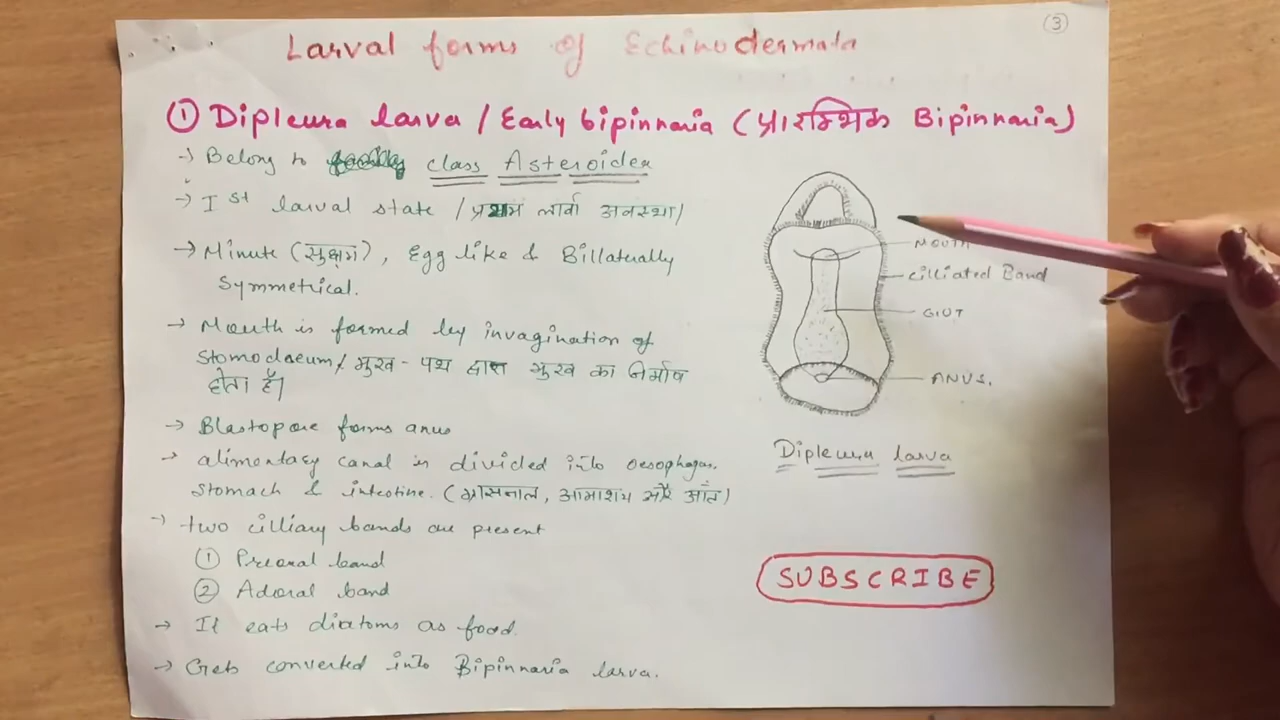 3
Larval forms of Echinodermata
1 Dipleura larva / Early bipinnaria (प्रारम्भिक Bipinnaria)
→ Belong to class Asteroidea
→ Ist larval state / प्रथम लार्वा अवस्था।
→ Minute (सुक्षम), Egg like & Billaterally
Symmetrical.
→ Mouth is formed by invagination of
Stomodaeum / मुख - पथ द्वारा मुख का निर्माण
होता है।
→ Blastopore forms anus
→ alimentary canal is divided into oesophagus,
Stomach & intestine. (ग्रासनाल, आमाशय और आँत)
→ two cilliary bands are present
1 Preoral band
2 Adoral band
→ It eats diatoms as food.
→ Gets converted into Bipinnaria larva.
MOUTH
Cilliated Band
GUT
ANUS.
Dipleura larva
SUBSCRIBE